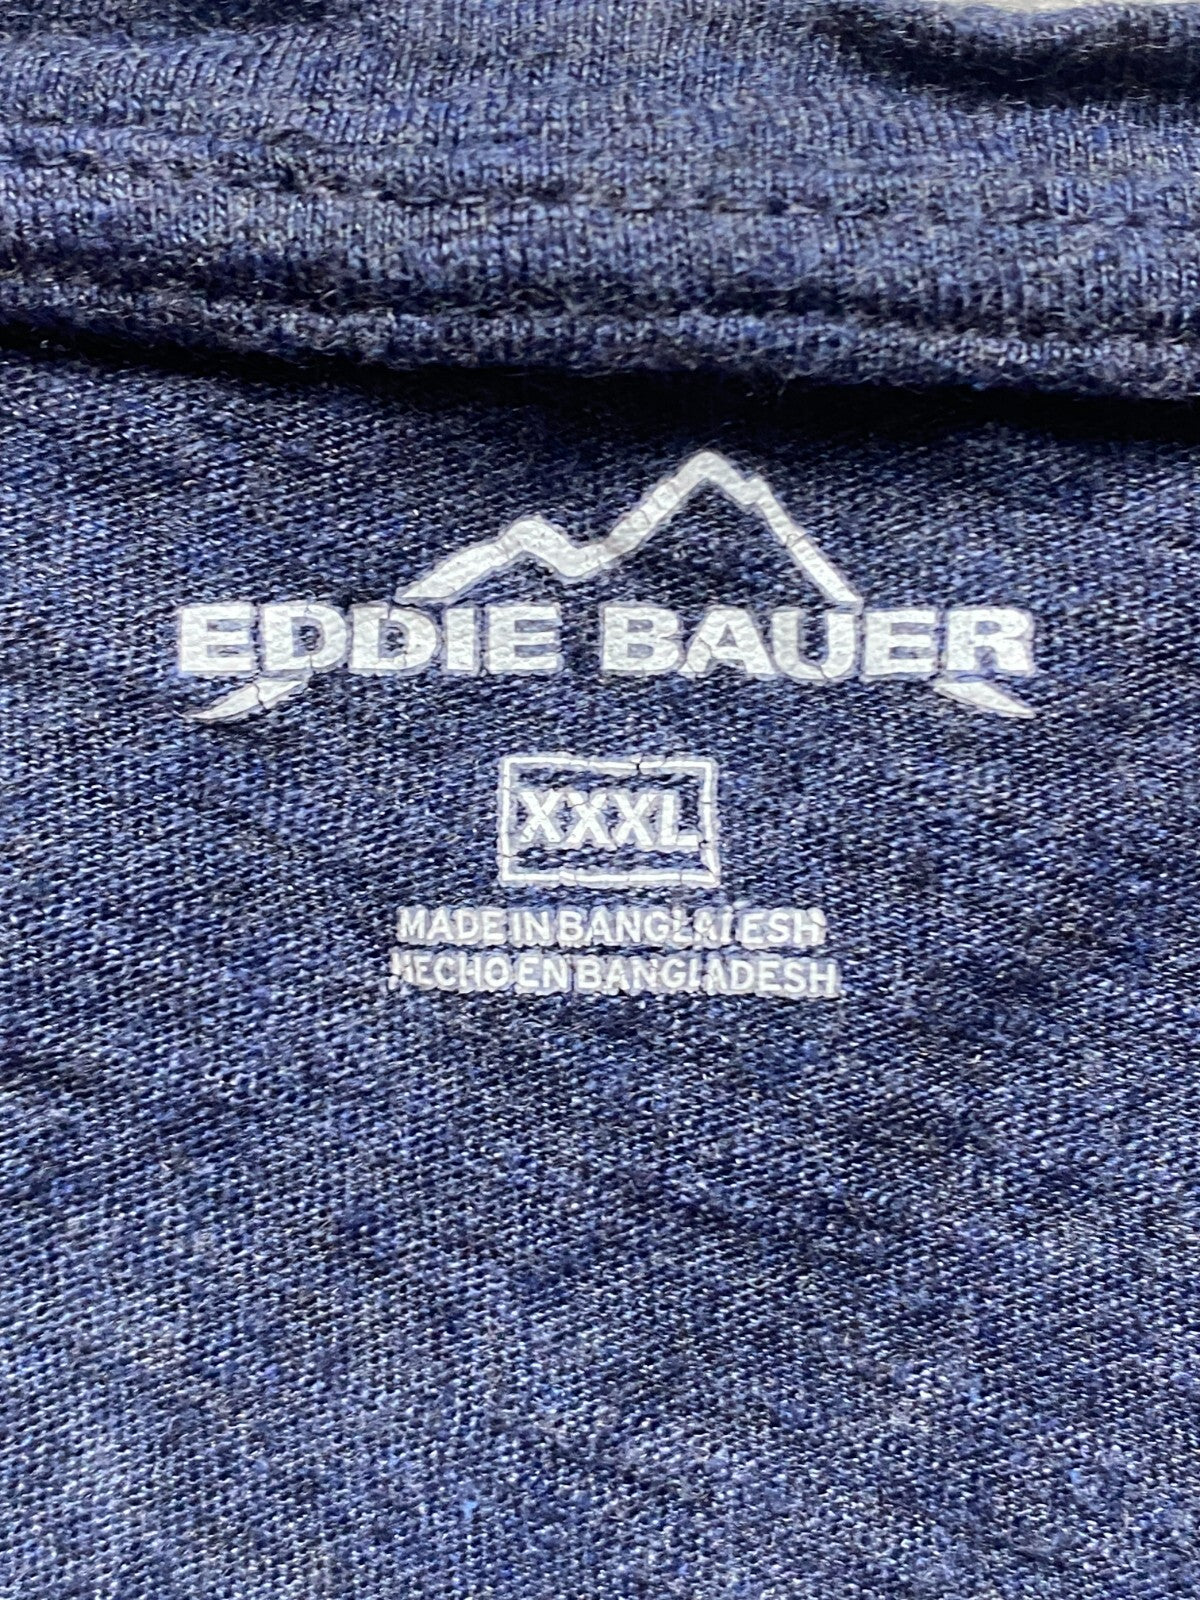 EDDIE BAUER
XXXL
MADE IN BANGLADESH
HECHO EN BANGLADESH